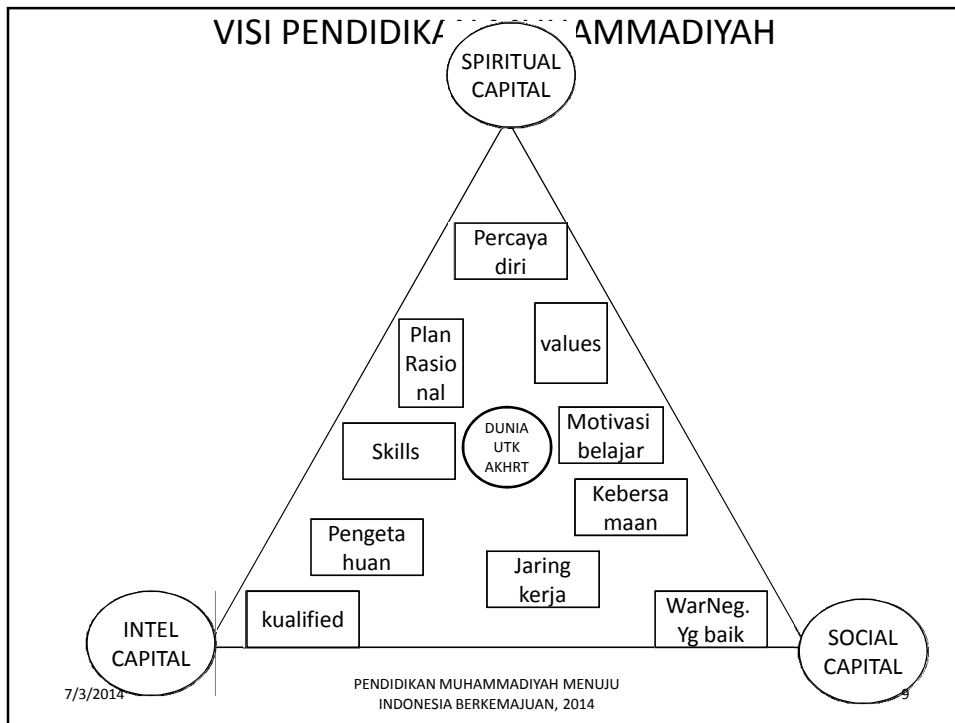 VISI PENDIDIKA AMMADIYAH
SPIRITUAL
CAPITAL
Percaya
diri
Plan
Rasio
nal
values
Skills
DUNIA
UTK
AKHRT
Motivasi
belajar
Kebersa
maan
Pengeta
huan
Jaring
kerja
kualified
WarNeg.
Yg baik
INTEL
CAPITAL
SOCIAL
CAPITAL
7/3/2014
PENDIDIKAN MUHAMMADIYAH MENUJU
INDONESIA BERKEMAJUAN, 2014
9